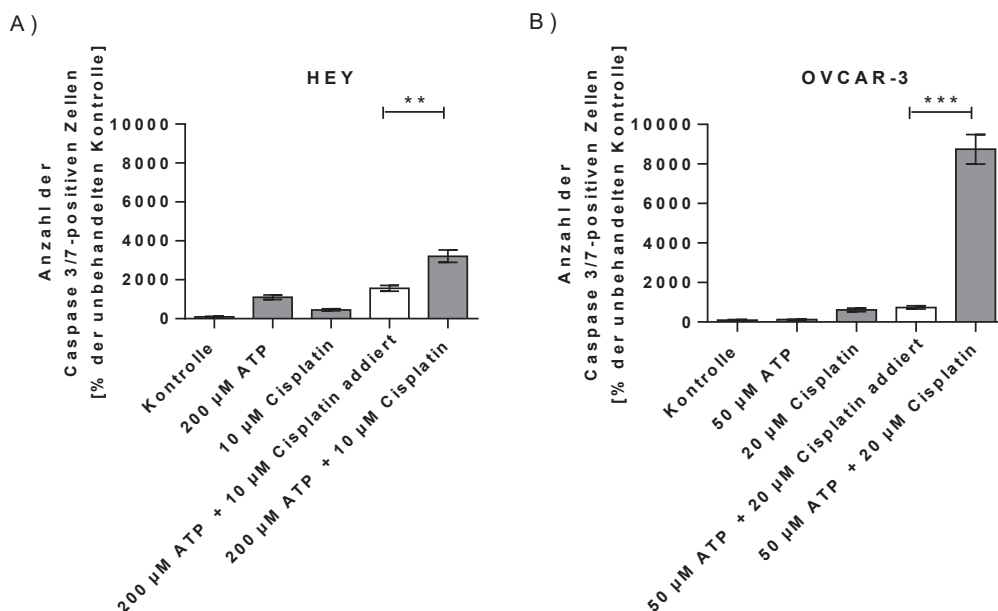 A)
HEY
**
Anzahl der
Caspase 3/7-positiven Zellen
[% der unbehandelten Kontrolle]
10000
8000
6000
4000
2000
0
Kontrolle
200 µM ATP
10 µM Cisplatin
200 µM ATP + 10 µM Cisplatin addiert
200 µM ATP + 10 µM Cisplatin
B)
OVCAR-3
***
Anzahl der
Caspase 3/7-positiven Zellen
[% der unbehandelten Kontrolle]
10000
8000
6000
4000
2000
0
Kontrolle
50 µM ATP
20 µM Cisplatin
50 µM ATP + 20 µM Cisplatin addiert
50 µM ATP + 20 µM Cisplatin